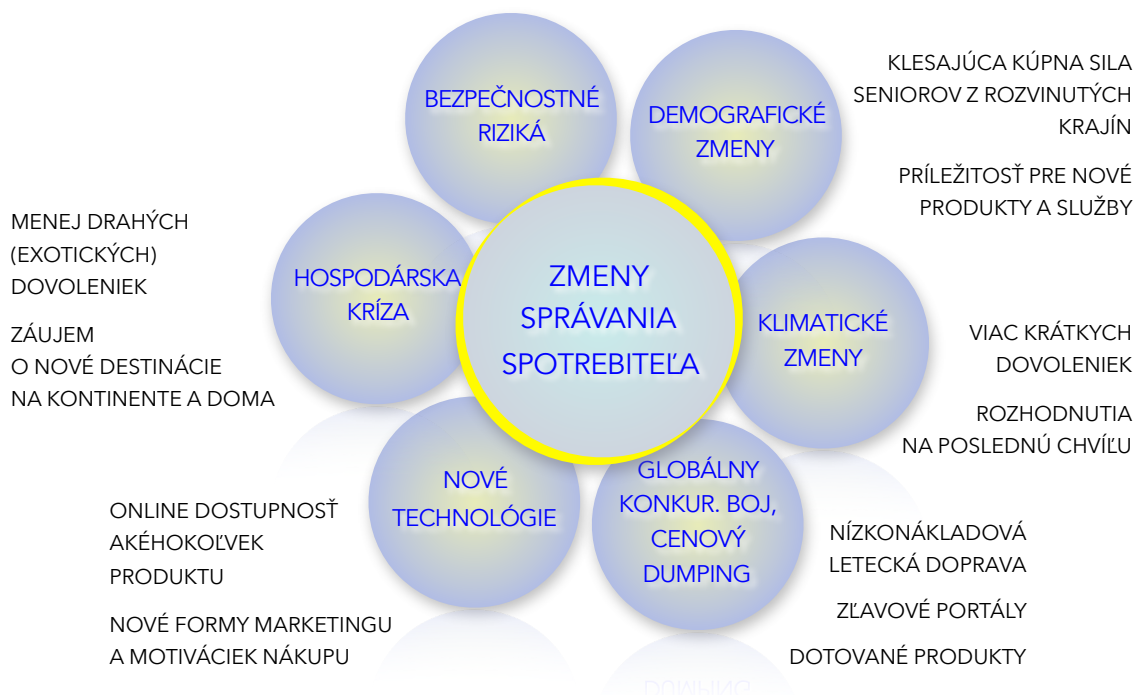 BEZPEČNOSTNÉ
RIZIKÁ
DEMOGRAFICKÉ
ZMENY
KLESAJÚCA KÚPNA SILA
SENIOROV Z ROZVINUTÝCH
KRAJÍN
PRÍLEŽITOSŤ PRE NOVÉ
PRODUKTY A SLUŽBY
MENEJ DRAHÝCH
(EXOTICKÝCH)
DOVOLENIEK
ZÁUJEM
O NOVÉ DESTINÁCIE
NA KONTINENTE A DOMA
HOSPODÁRSKA
KRÍZA
ZMENY
SPRÁVANIA
SPOTREBITEĽA
KLIMATICKÉ
ZMENY
VIAC KRÁTKYCH
DOVOLENIEK
ROZHODNUTIA
NA POSLEDNÚ CHVÍĽU
NOVÉ
TECHNOLÓGIE
ONLINE DOSTUPNOSŤ
AKÉHOKOĽVEK
PRODUKTU
NOVÉ FORMY MARKETINGU
A MOTIVÁCIEK NÁKUPU
GLOBÁLNY
KONKUR. BOJ,
CENOVÝ
DUMPING
NÍZKONÁKLADOVÁ
LETECKÁ DOPRAVA
ZĽAVOVÉ PORTÁLY
DOTOVANÉ PRODUKTY